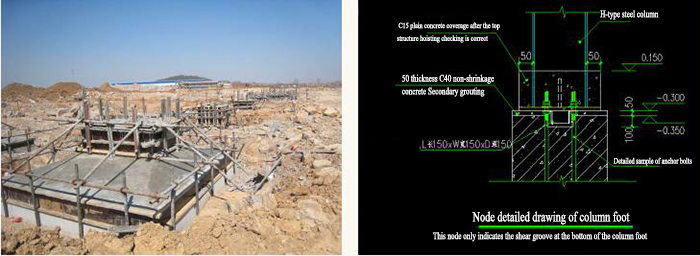 C15 plain concrete coverage after the top
structure hoisting checking is correct
H-type steel column
50
50
0.150
50 thickness C40 non-shrinkage
concrete Secondary grouting
50
-0.300
100
-0.350
L=150xWX150xD=150
Detailed sample of anchor bolts
Node detailed drawing of column foot
This node only indicates the shear groove at the bottom of the column foot